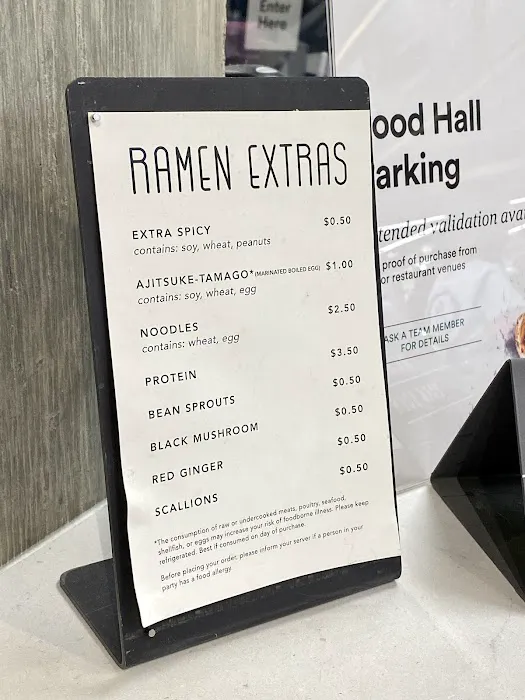 Enter
Here
RAMEN EXTRAS
EXTRA SPICY $0.50
contains: soy, wheat, peanuts
AJITSUKE-TAMAGO*(MARINATED BOILED EGG) $1.00
contains: soy, wheat, egg
NOODLES $2.50
contains: wheat, egg
PROTEIN $3.50
BEAN SPROUTS $0.50
BLACK MUSHROOM $0.50
RED GINGER $0.50
SCALLIONS $0.50
*The consumption of raw or undercooked meats, poultry, seafood,
shellfish, or eggs may increase your risk of foodborne illness. Please keep
refrigerated. Best if consumed on day of purchase.
Before placing your order, please inform your server if a person in your
party has a food allergy
ood Hall
arking
tended validation avai
proof of purchase from
or restaurant venues
ASK A TEAM MEMBER
FOR DETAILS